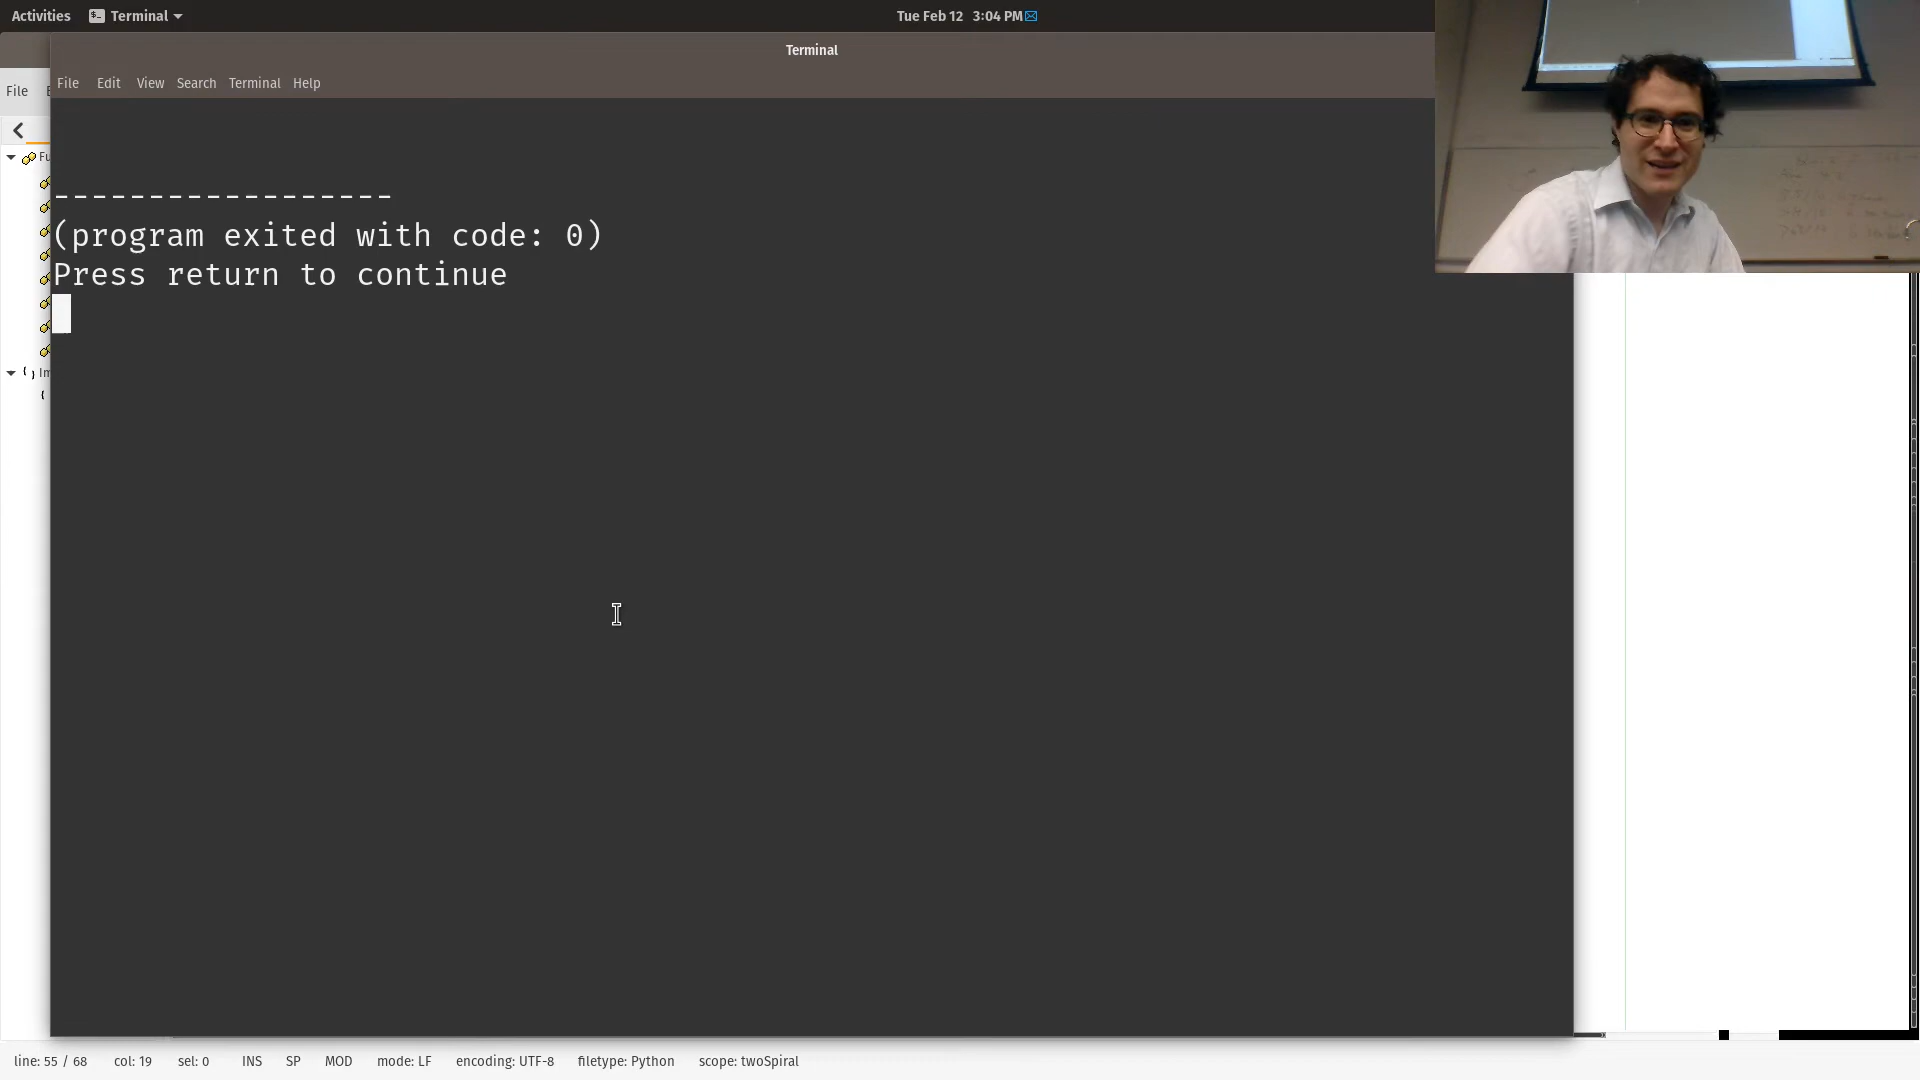 Activities Terminal Tue Feb 12 3:04 PM
Terminal
File Edit View Search Terminal Help
File
Fu
-----------------
(program exited with code: 0)
Press return to continue
Im
line: 55 / 68 col: 19 sel: 0 INS SP MOD mode: LF encoding: UTF-8 filetype: Python scope: twoSpiral